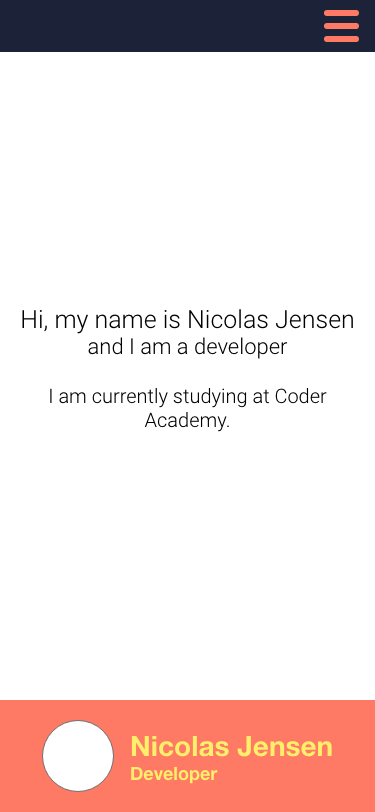 Hi, my name is Nicolas Jensen
and I am a developer
I am currently studying at Coder
Academy.
Nicolas Jensen
Developer